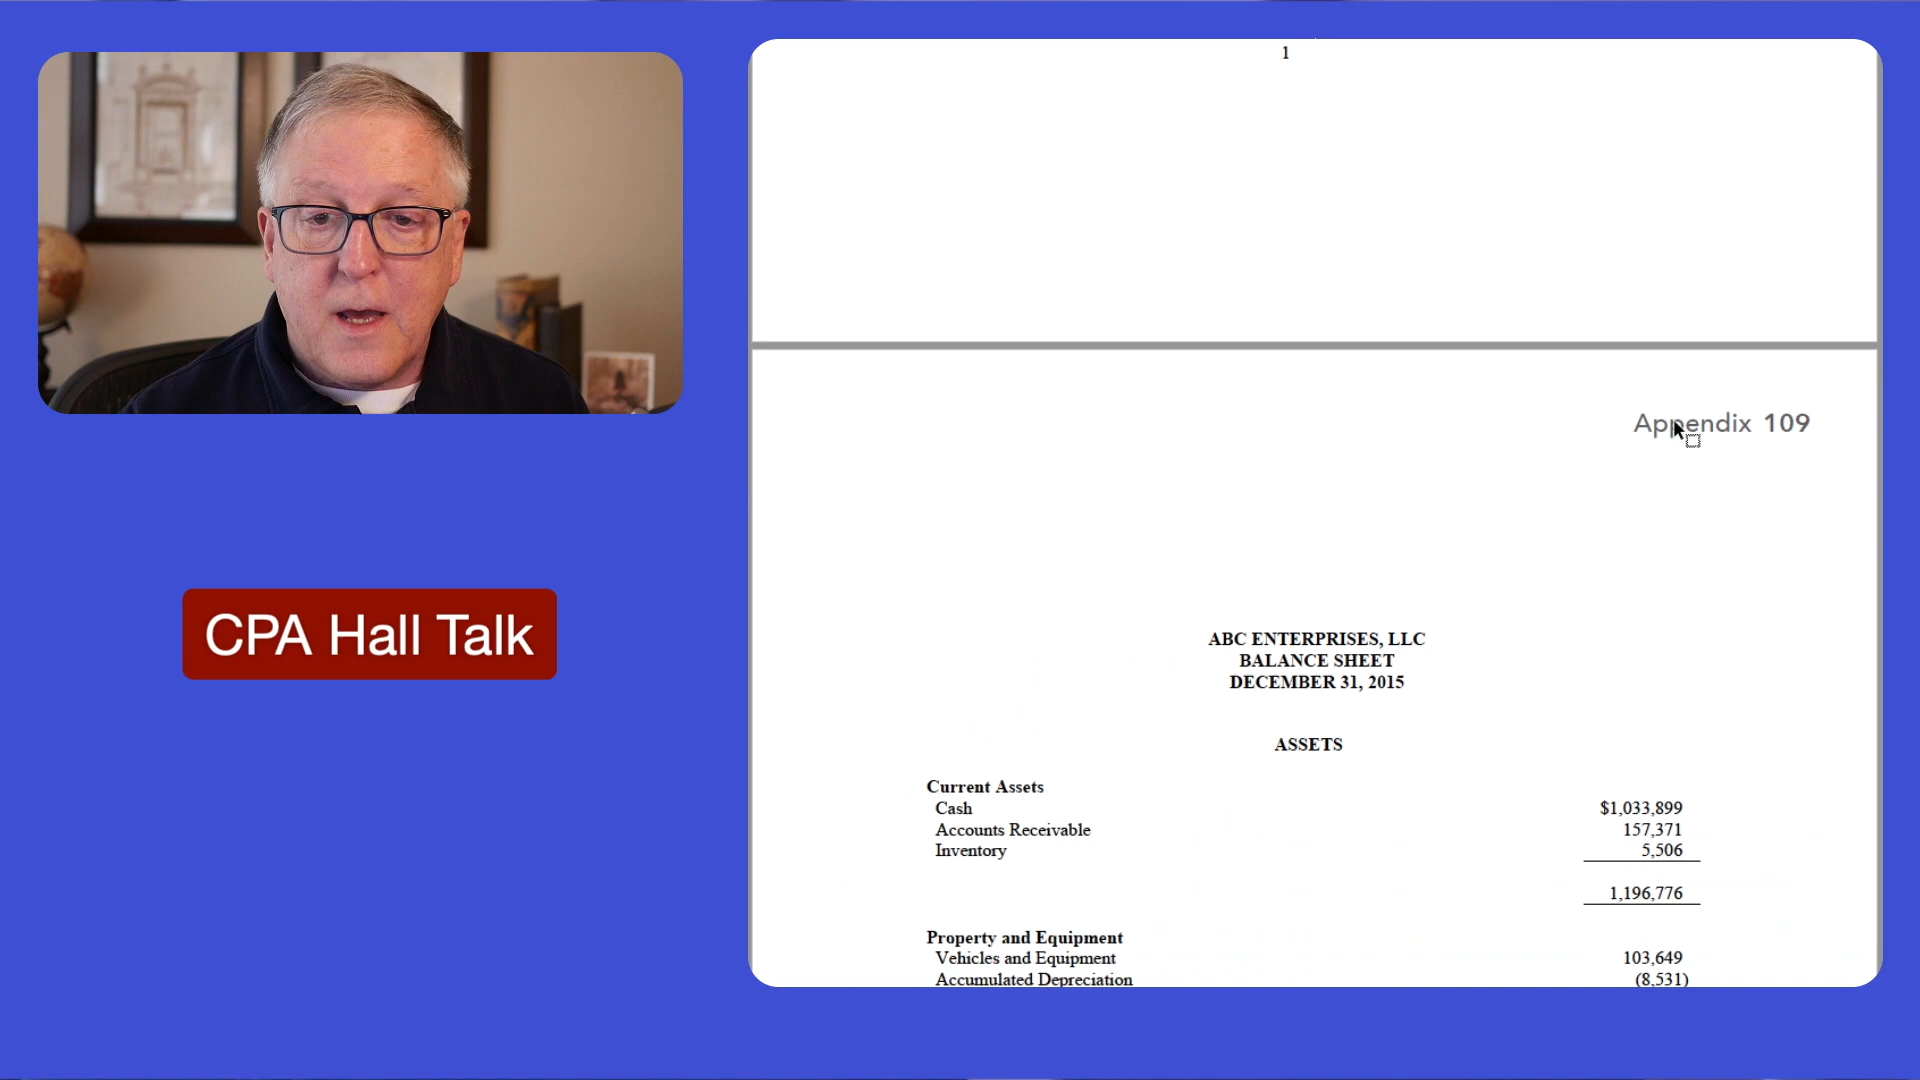 CPA Hall Talk
1
Appendix 109
ABC ENTERPRISES, LLC
BALANCE SHEET
DECEMBER 31, 2015
ASSETS
Current Assets
Cash $1,033,899
Accounts Receivable 157,371
Inventory 5,506
1,196,776
Property and Equipment
Vehicles and Equipment 103,649
Accumulated Depreciation (8,531)